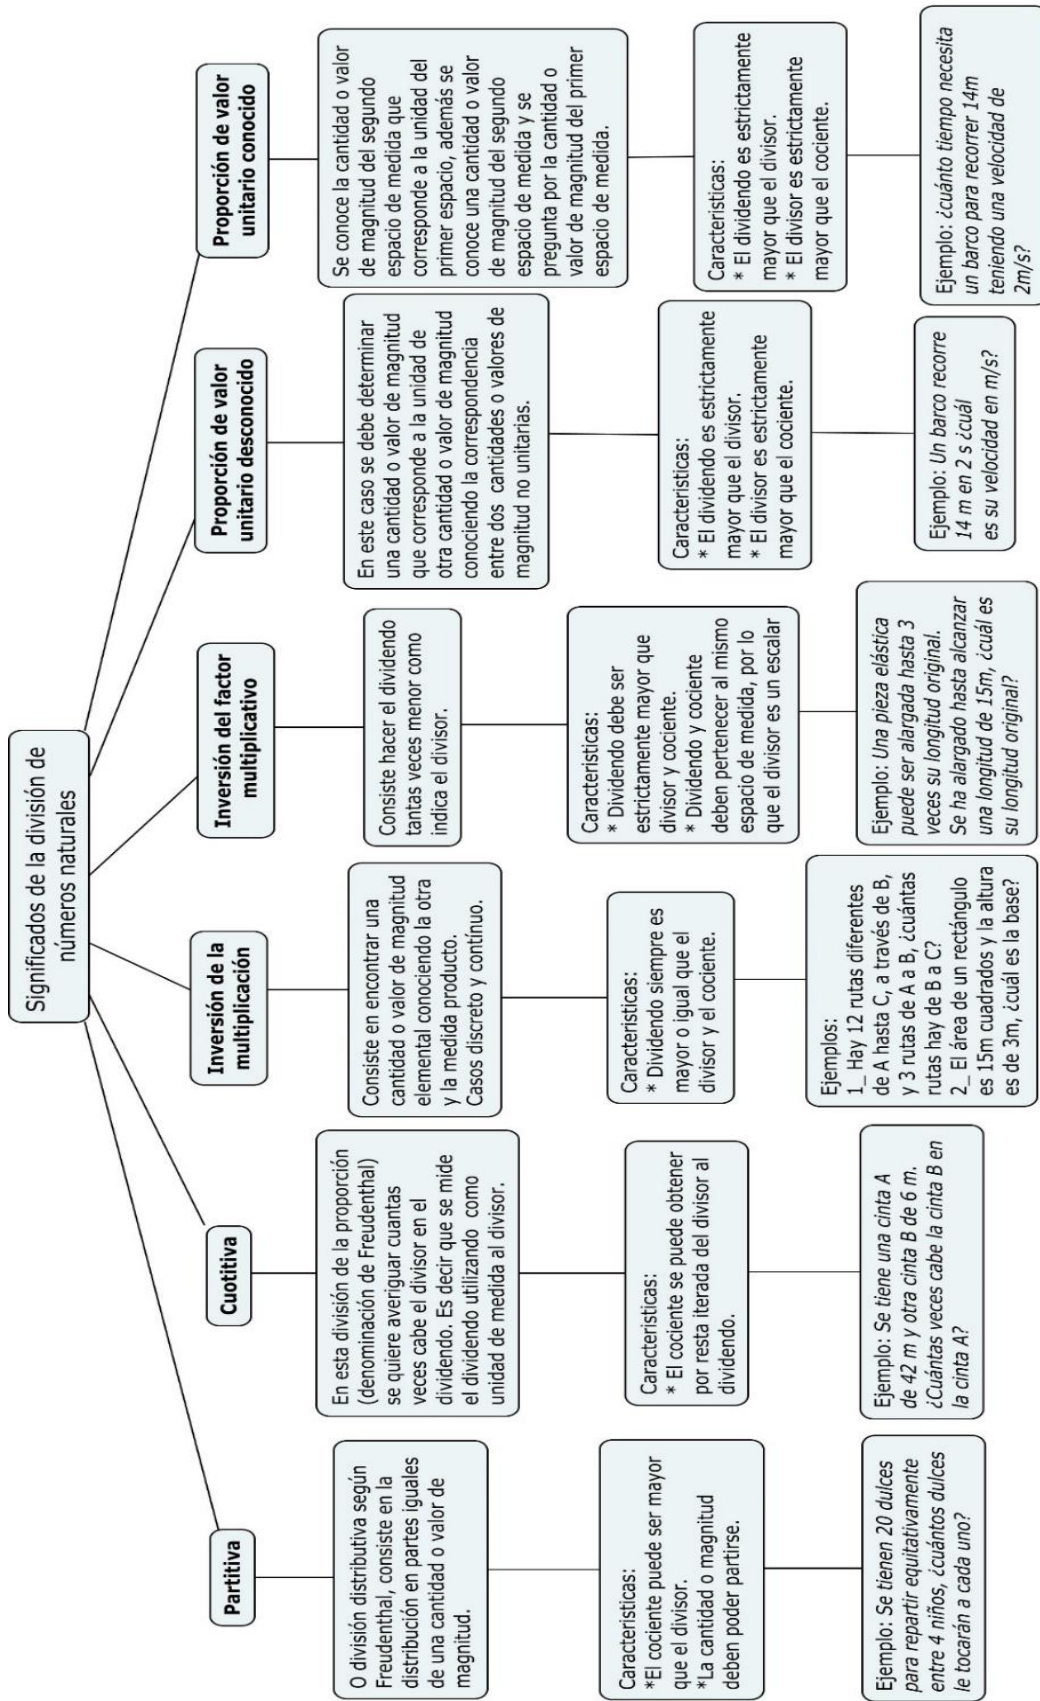 Significados de la división de
números naturales
Partitiva
O división distributiva según
Freudenthal, consiste en la
distribución en partes iguales
de una cantidad o valor de
magnitud.
Caracteristicas:
*El cociente puede ser mayor
que el divisor.
*La cantidad o magnitud
deben poder partirse.
Ejemplo: Se tienen 20 dulces
para repartir equitativamente
entre 4 niños, ¿cuántos dulces
le tocarán a cada uno?
Cuotitiva
En esta división de la proporción
(denominación de Freudenthal)
se quiere averiguar cuantas
veces cabe el divisor en el
dividendo. Es decir que se mide
el dividendo utilizando como
unidad de medida al divisor.
Caracteristicas:
* El cociente se puede obtener
por resta iterada del divisor al
dividendo.
Ejemplo: Se tiene una cinta A
de 42 m y otra cinta B de 6 m.
¿Cuántas veces cabe la cinta B en
la cinta A?
Inversión de la
multiplicación
Consiste en encontrar una
cantidad o valor de magnitud
elemental conociendo la otra
y la medida producto.
Casos discreto y contínuo.
Caracteristicas:
* Dividendo siempre es
mayor o igual que el
divisor y el cociente.
Ejemplos:
1_ Hay 12 rutas diferentes
de A hasta C, a través de B,
y 3 rutas de A a B, ¿cuántas
rutas hay de B a C?
2_ El área de un rectángulo
es 15m cuadrados y la altura
es de 3m, ¿cuál es la base?
Inversión del factor
multiplicativo
Consiste hacer el dividendo
tantas veces menor como
indica el divisor.
Caracteristicas:
* Dividendo debe ser
estrictamente mayor que
divisor y cociente.
* Dividendo y cociente
deben pertenecer al mismo
espacio de medida, por lo
que el divisor es un escalar
Ejemplo: Una pieza elástica
puede ser alargada hasta 3
veces su longitud original.
Se ha alargado hasta alcanzar
una longitud de 15m, ¿cuál es
su longitud original?
Proporción de valor
unitario desconocido
En este caso se debe determinar
una cantidad o valor de magnitud
que corresponde a la unidad de
otra cantidad o valor de magnitud
conociendo la correspondencia
entre dos cantidades o valores de
magnitud no unitarias.
Caracteristicas:
* El dividendo es estrictamente
mayor que el divisor.
* El divisor es estrictamente
mayor que el cociente.
Ejemplo: Un barco recorre
14 m en 2 s ¿cuál
es su velocidad en m/s?
Proporción de valor
unitario conocido
Se conoce la cantidad o valor
de magnitud del segundo
espacio de medida que
corresponde a la unidad del
primer espacio, además se
conoce una cantidad o valor
de magnitud del segundo
espacio de medida y se
pregunta por la cantidad o
valor de magnitud del primer
espacio de medida.
Caracteristicas:
* El dividendo es estrictamente
mayor que el divisor.
* El divisor es estrictamente
mayor que el cociente.
Ejemplo: ¿cuánto tiempo necesita
un barco para recorrer 14m
teniendo una velocidad de
2m/s?